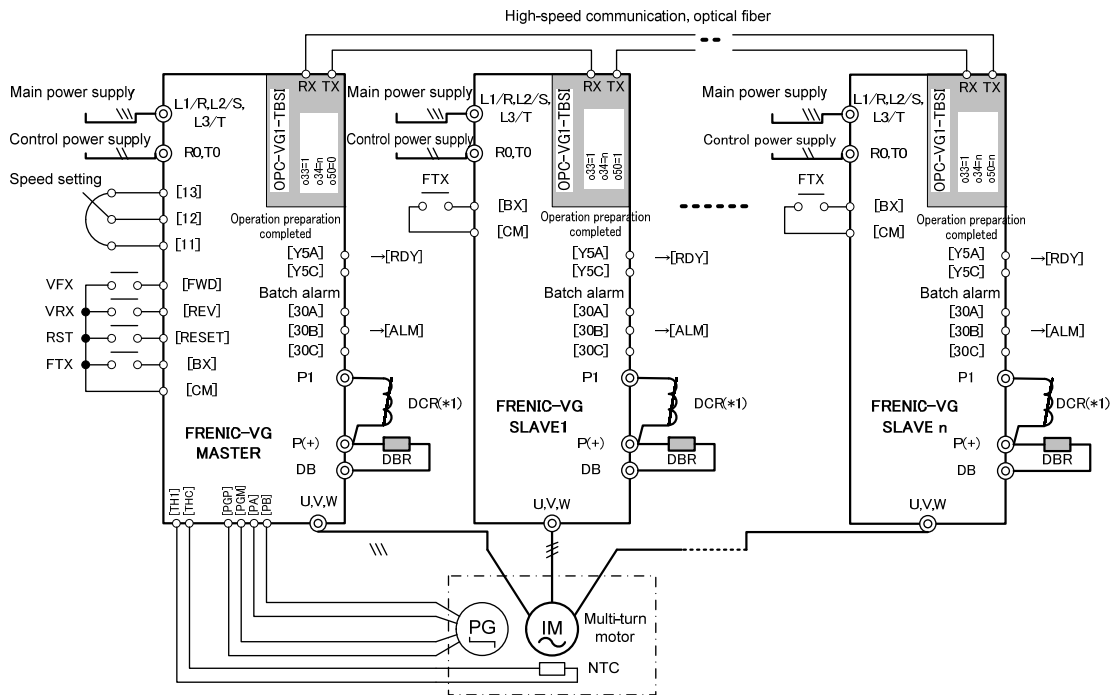 High-speed communication, optical fiber
Main power supply
L1/R,L2/S,
L3/T
Control power supply
R0,T0
Speed setting
[13]
[12]
[11]
VFX
[FWD]
VRX
[REV]
RST
[RESET]
FTX
[BX]
[CM]
RX TX
OPC-VG1-TBSI
o33=1
o34=n
o50=0
Operation preparation
completed
[Y5A]
[Y5C]
→[RDY]
Batch alarm
[30A]
[30B]
→[ALM]
[30C]
P1
DCR(*1)
FRENIC-VG
MASTER
P(+)
DBR
DB
[TH1]
[THC]
[PGP]
[PGM]
[PA]
[PB]
U,V,W
Main power supply
L1/R,L2/S,
L3/T
Control power supply
R0,T0
FTX
[BX]
[CM]
RX TX
OPC-VG1-TBSI
o33=1
o34=n
o50=1
Operation preparation
completed
[Y5A]
[Y5C]
→[RDY]
Batch alarm
[30A]
[30B]
→[ALM]
[30C]
P1
DCR(*1)
FRENIC-VG
SLAVE1
P(+)
DBR
DB
U,V,W
Main power supply
L1/R,L2/S,
L3/T
Control power supply
R0,T0
FTX
[BX]
[CM]
RX TX
OPC-VG1-TBSI
o33=1
o34=n
o50=n
Operation preparation
completed
[Y5A]
[Y5C]
→[RDY]
Batch alarm
[30A]
[30B]
→[ALM]
[30C]
P1
DCR(*1)
FRENIC-VG
SLAVE n
P(+)
DBR
DB
U,V,W
PG
IM
Multi-turn
motor
NTC